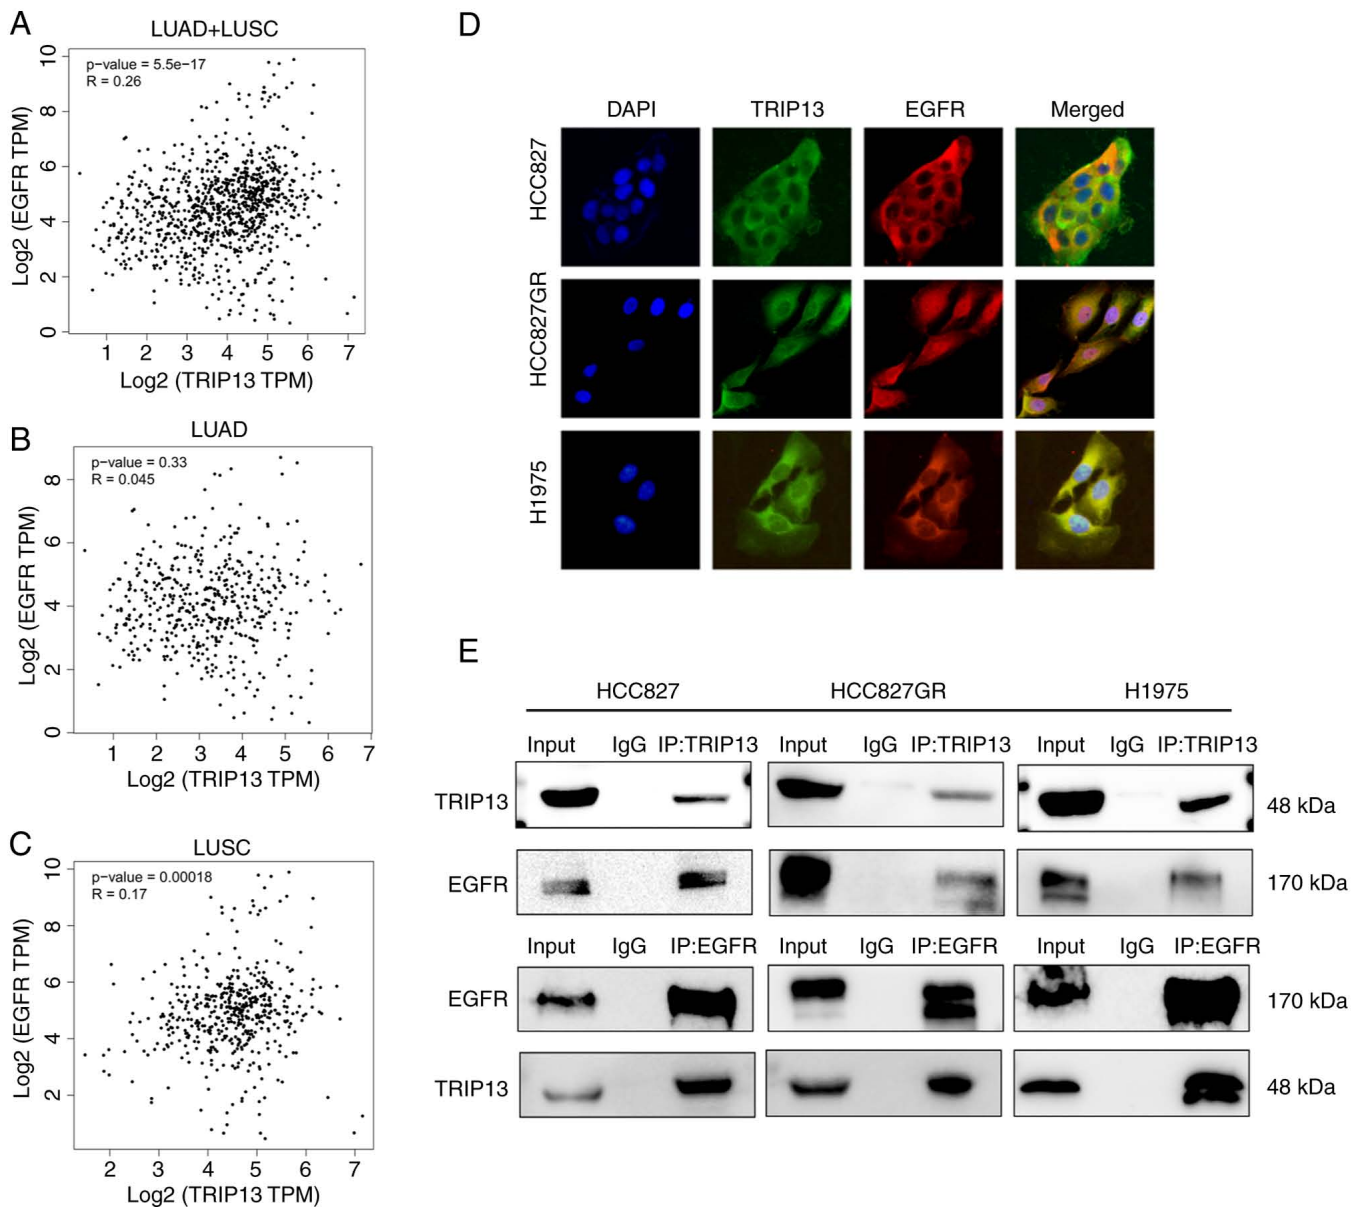 A
LUAD+LUSC
p-value = 5.5e-17
R = 0.26
Log2 (EGFR TPM)
0 2 4 6 8 10
1 2 3 4 5 6 7
Log2 (TRIP13 TPM)
B
LUAD
p-value = 0.33
R = 0.045
Log2 (EGFR TPM)
0 2 4 6 8
1 2 3 4 5 6 7
Log2 (TRIP13 TPM)
C
LUSC
p-value = 0.00018
R = 0.17
Log2 (EGFR TPM)
2 4 6 8 10
2 3 4 5 6 7
Log2 (TRIP13 TPM)
D
DAPI TRIP13 EGFR Merged
HCC827
HCC827GR
H1975
E
HCC827 HCC827GR H1975
Input IgG IP:TRIP13 Input IgG IP:TRIP13 Input IgG IP:TRIP13
TRIP13 48 kDa
EGFR 170 kDa
Input IgG IP:EGFR Input IgG IP:EGFR Input IgG IP:EGFR
EGFR 170 kDa
TRIP13 48 kDa